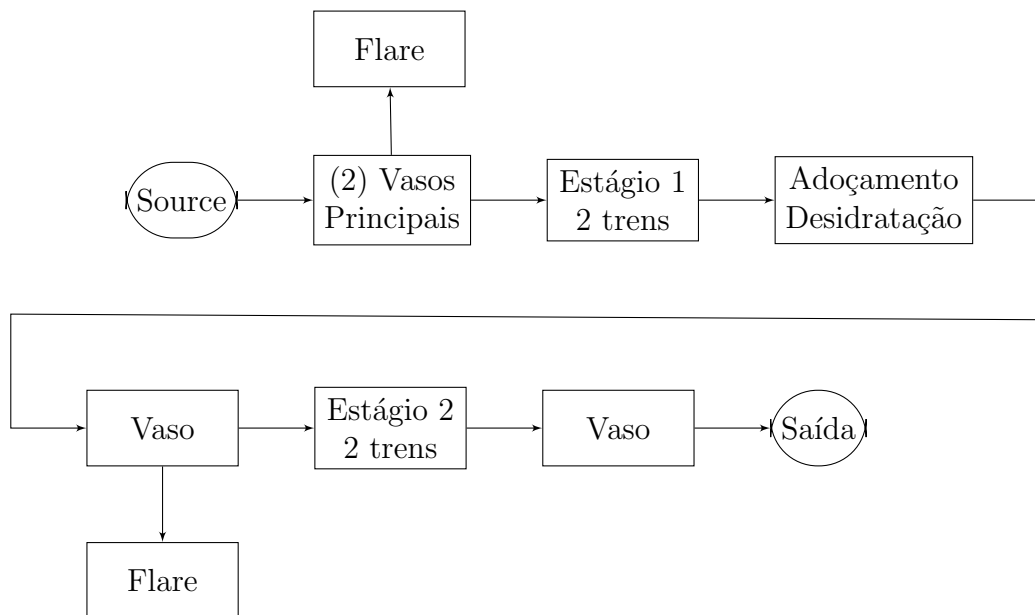 Flare
Source
(2) Vasos
Principais
Estágio 1
2 trens
Adoçamento
Desidratação
Vaso
Estágio 2
2 trens
Vaso
Saída
Flare